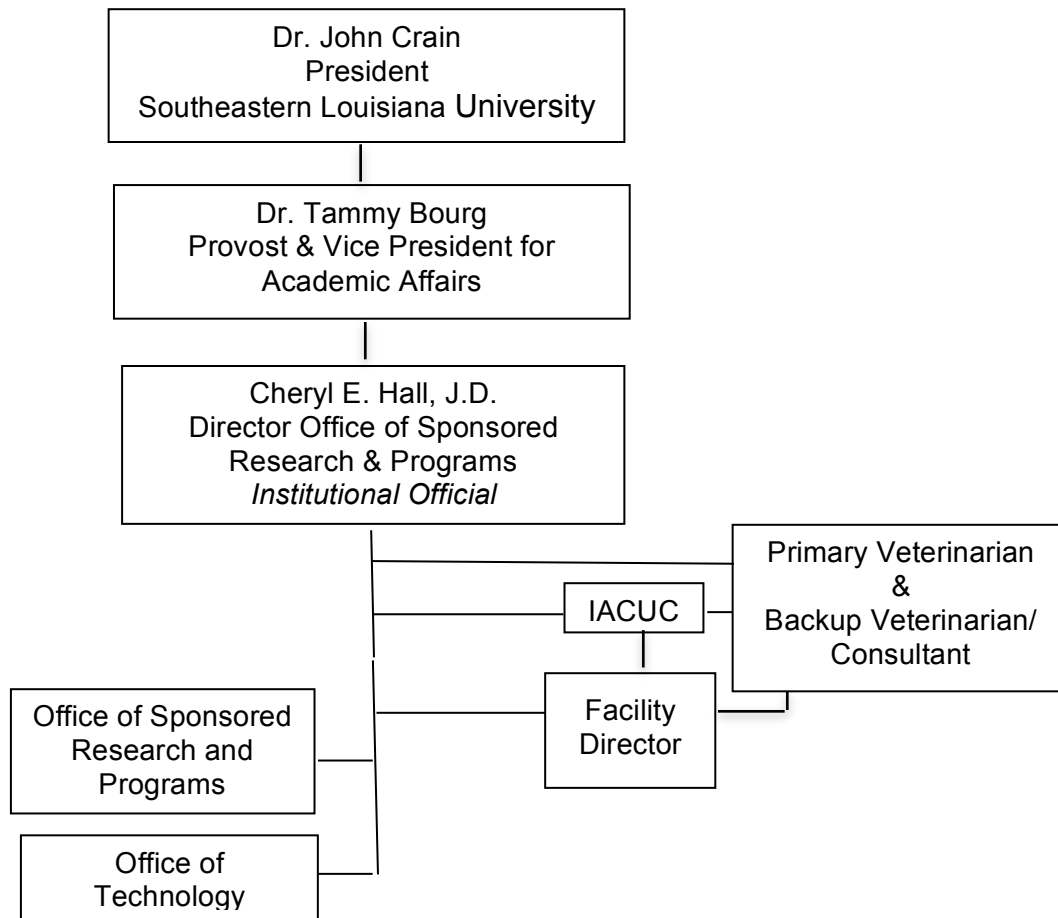 Dr. John Crain
President
Southeastern Louisiana University
Dr. Tammy Bourg
Provost & Vice President for
Academic Affairs
Cheryl E. Hall, J.D.
Director Office of Sponsored
Research & Programs
Institutional Official
Primary Veterinarian
&
Backup Veterinarian/
Consultant
IACUC
Facility
Director
Office of Sponsored
Research and
Programs
Office of
Technology